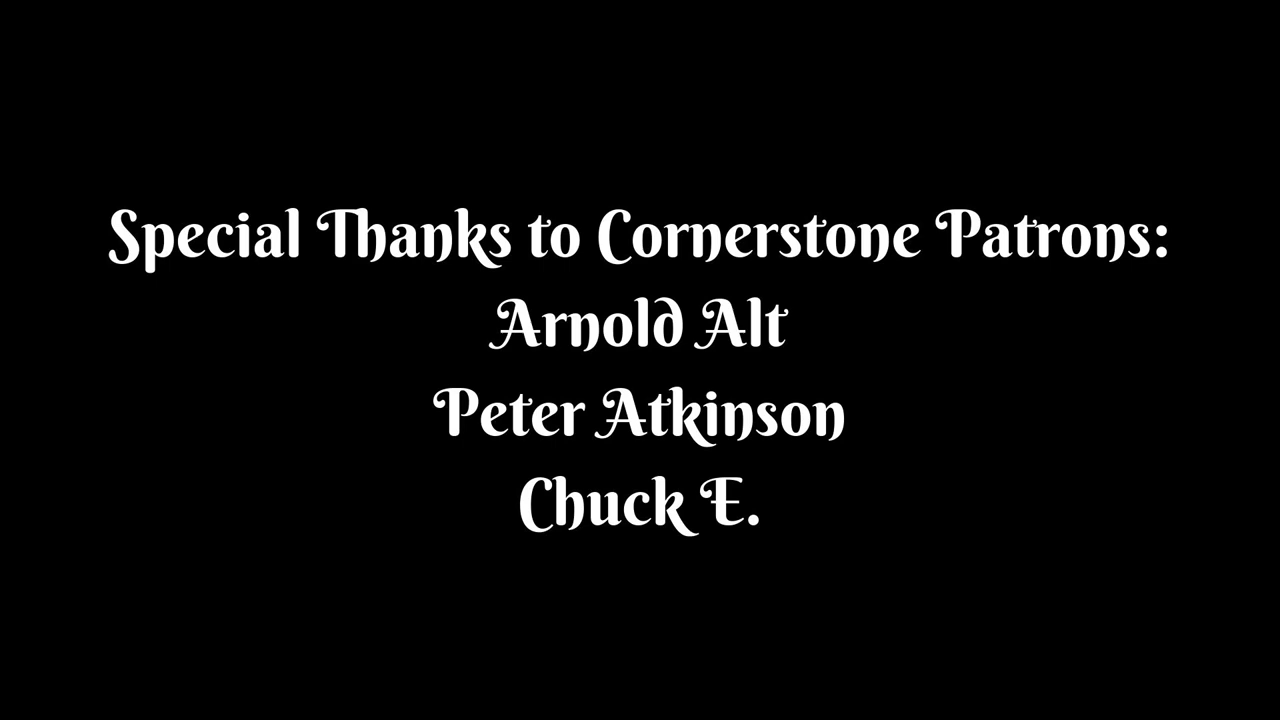 Special Thanks to Cornerstone Patrons:
Arnold Alt
Peter Atkinson
Chuck E.